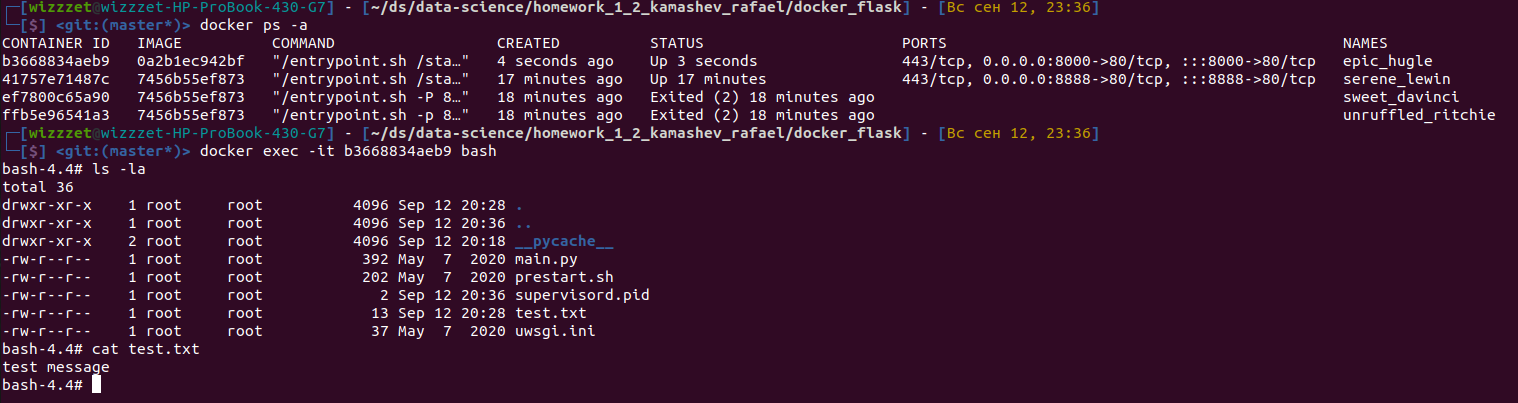 ┌─[wizzzet@wizzzet-HP-ProBook-430-G7] - [~/ds/data-science/homework_1_2_kamashev_rafael/docker_flask] - [Вс сен 12, 23:36]
└─[$] <git:(master*)> docker ps -a
CONTAINER ID   IMAGE          COMMAND                  CREATED          STATUS                      PORTS                                            NAMES
b3668834aeb9   0a2b1ec942bf   "/entrypoint.sh /sta…"   4 seconds ago    Up 3 seconds                443/tcp, 0.0.0.0:8000->80/tcp, :::8000->80/tcp   epic_hugle
41757e71487c   7456b55ef873   "/entrypoint.sh /sta…"   17 minutes ago   Up 17 minutes               443/tcp, 0.0.0.0:8888->80/tcp, :::8888->80/tcp   serene_lewin
ef7800c65a90   7456b55ef873   "/entrypoint.sh -P 8…"   18 minutes ago   Exited (2) 18 minutes ago                                                    sweet_davinci
ffb5e96541a3   7456b55ef873   "/entrypoint.sh -p 8…"   18 minutes ago   Exited (2) 18 minutes ago                                                    unruffled_ritchie
┌─[wizzzet@wizzzet-HP-ProBook-430-G7] - [~/ds/data-science/homework_1_2_kamashev_rafael/docker_flask] - [Вс сен 12, 23:36]
└─[$] <git:(master*)> docker exec -it b3668834aeb9 bash
bash-4.4# ls -la
total 36
drwxr-xr-x    1 root     root          4096 Sep 12 20:28 .
drwxr-xr-x    1 root     root          4096 Sep 12 20:36 ..
drwxr-xr-x    2 root     root          4096 Sep 12 20:18 __pycache__
-rw-r--r--    1 root     root           392 May  7  2020 main.py
-rw-r--r--    1 root     root           202 May  7  2020 prestart.sh
-rw-r--r--    1 root     root             2 Sep 12 20:36 supervisord.pid
-rw-r--r--    1 root     root            13 Sep 12 20:28 test.txt
-rw-r--r--    1 root     root            37 May  7  2020 uwsgi.ini
bash-4.4# cat test.txt
test message
bash-4.4#